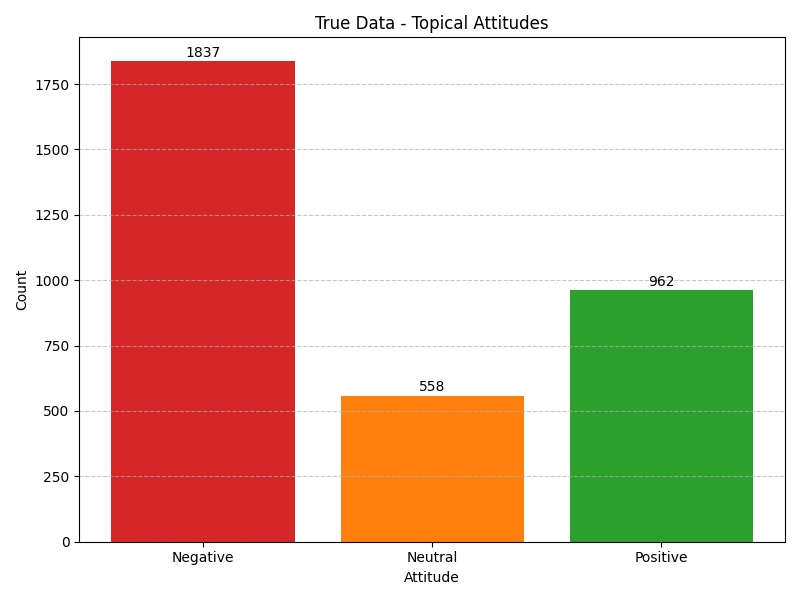 True Data - Topical Attitudes
1837
1750
1500
1250
1000
962
750
558
500
250
0
Count
Negative
Neutral
Positive
Attitude